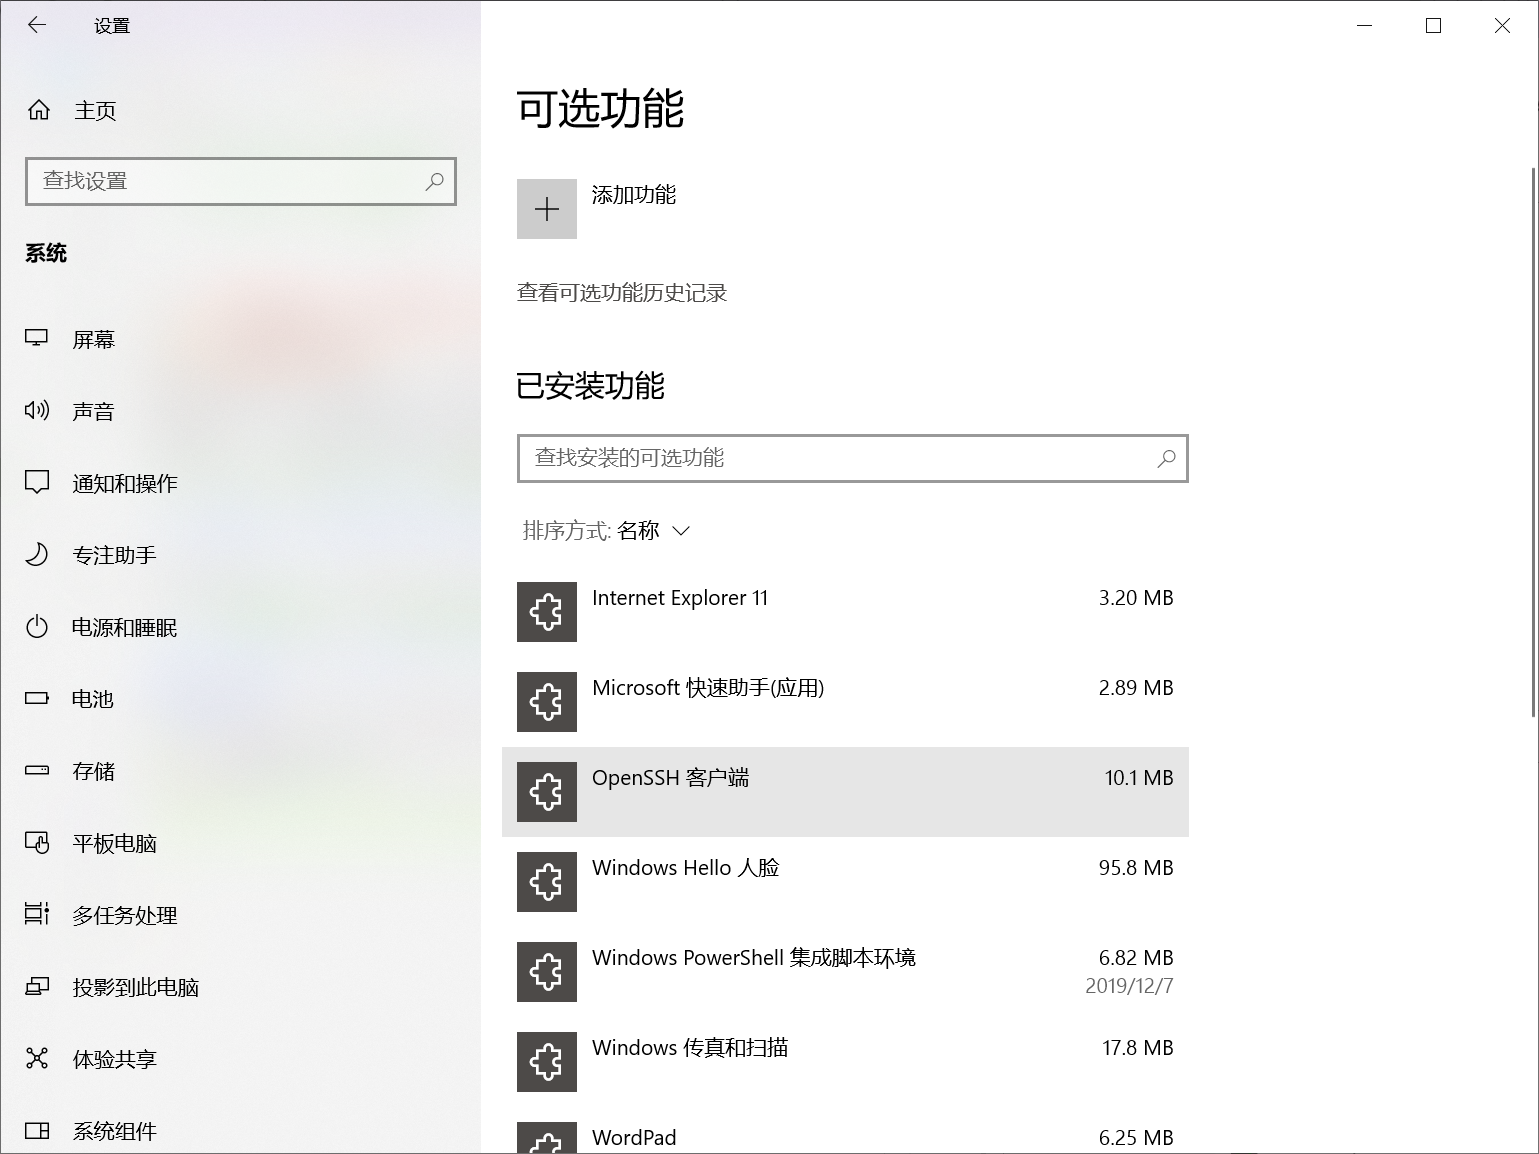 设置
主页
查找设置
系统
屏幕
声音
通知和操作
专注助手
电源和睡眠
电池
存储
平板电脑
多任务处理
投影到此电脑
体验共享
系统组件
可选功能
添加功能
查看可选功能历史记录
已安装功能
查找安装的可选功能
排序方式: 名称
Internet Explorer 11 3.20 MB
Microsoft 快速助手(应用) 2.89 MB
OpenSSH 客户端 10.1 MB
Windows Hello 人脸 95.8 MB
Windows PowerShell 集成脚本环境 6.82 MB
2019/12/7
Windows 传真和扫描 17.8 MB
WordPad 6.25 MB